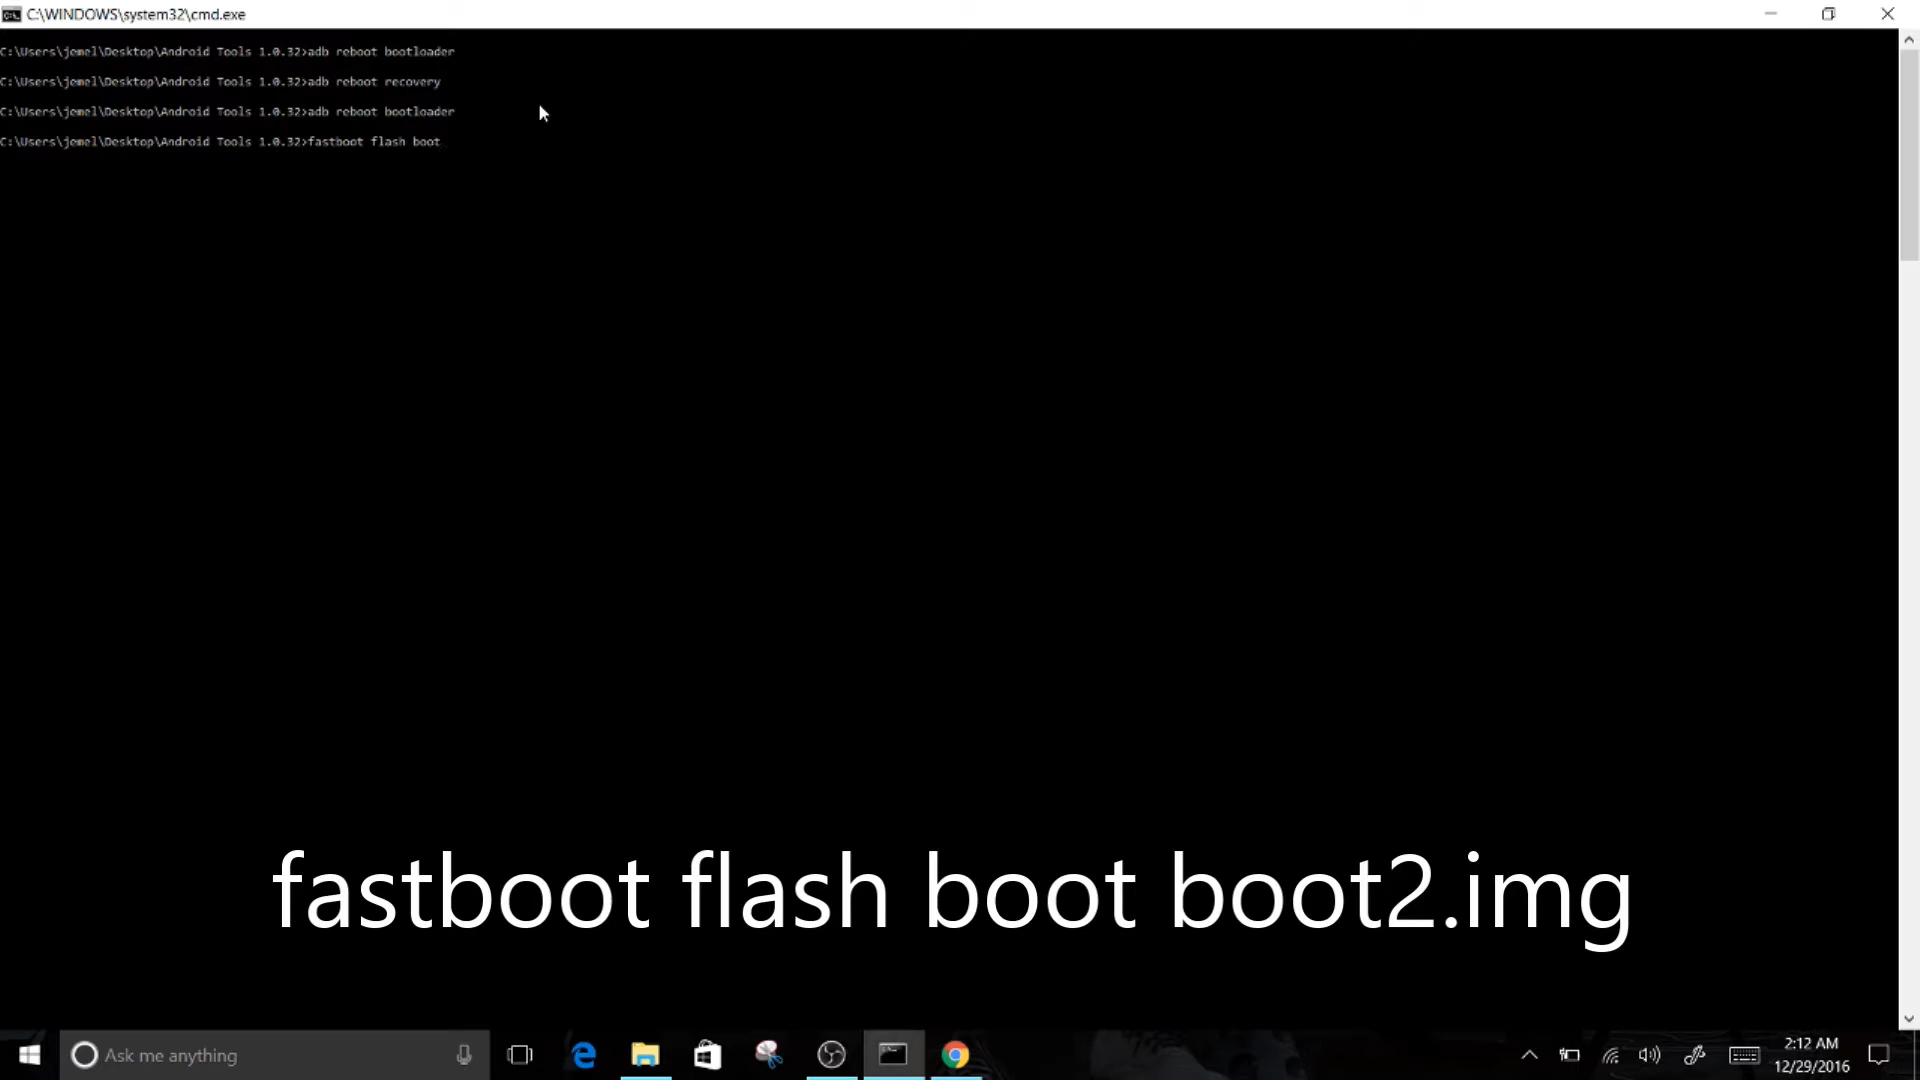 C:\WINDOWS\system32\cmd.exe
C:\Users\jemel\Desktop\Android Tools 1.0.32>adb reboot bootloader
C:\Users\jemel\Desktop\Android Tools 1.0.32>adb reboot recovery
C:\Users\jemel\Desktop\Android Tools 1.0.32>adb reboot bootloader
C:\Users\jemel\Desktop\Android Tools 1.0.32>fastboot flash boot
fastboot flash boot boot2.img
Ask me anything
2:12 AM
12/29/2016